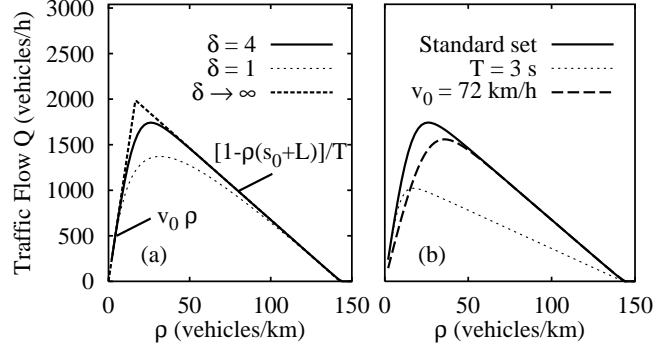 Traffic Flow Q (vehicles/h)
3000
2500
2000
1500
1000
500
0
δ = 4
δ = 1
δ → ∞
[1-ρ(s0+L)]/T
v0 ρ
(a)
0 50 100 150
ρ (vehicles/km)
Standard set
T = 3 s
v0 = 72 km/h
(b)
0 50 100 150
ρ (vehicles/km)